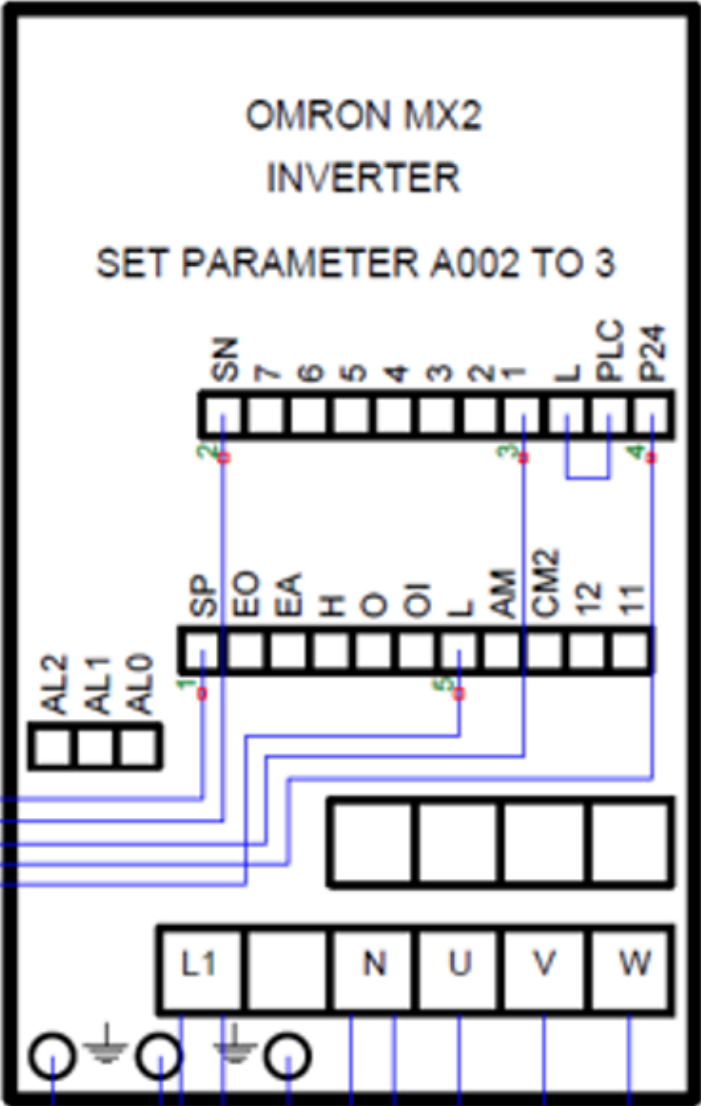 OMRON MX2
INVERTER
SET PARAMETER A002 TO 3
SN 7 6 5 4 3 2 1 L PLC P24
2 3 4
SP EO EA H O OI L AM CM2 12 11
1 5
AL2 AL1 AL0
L1 N U V W